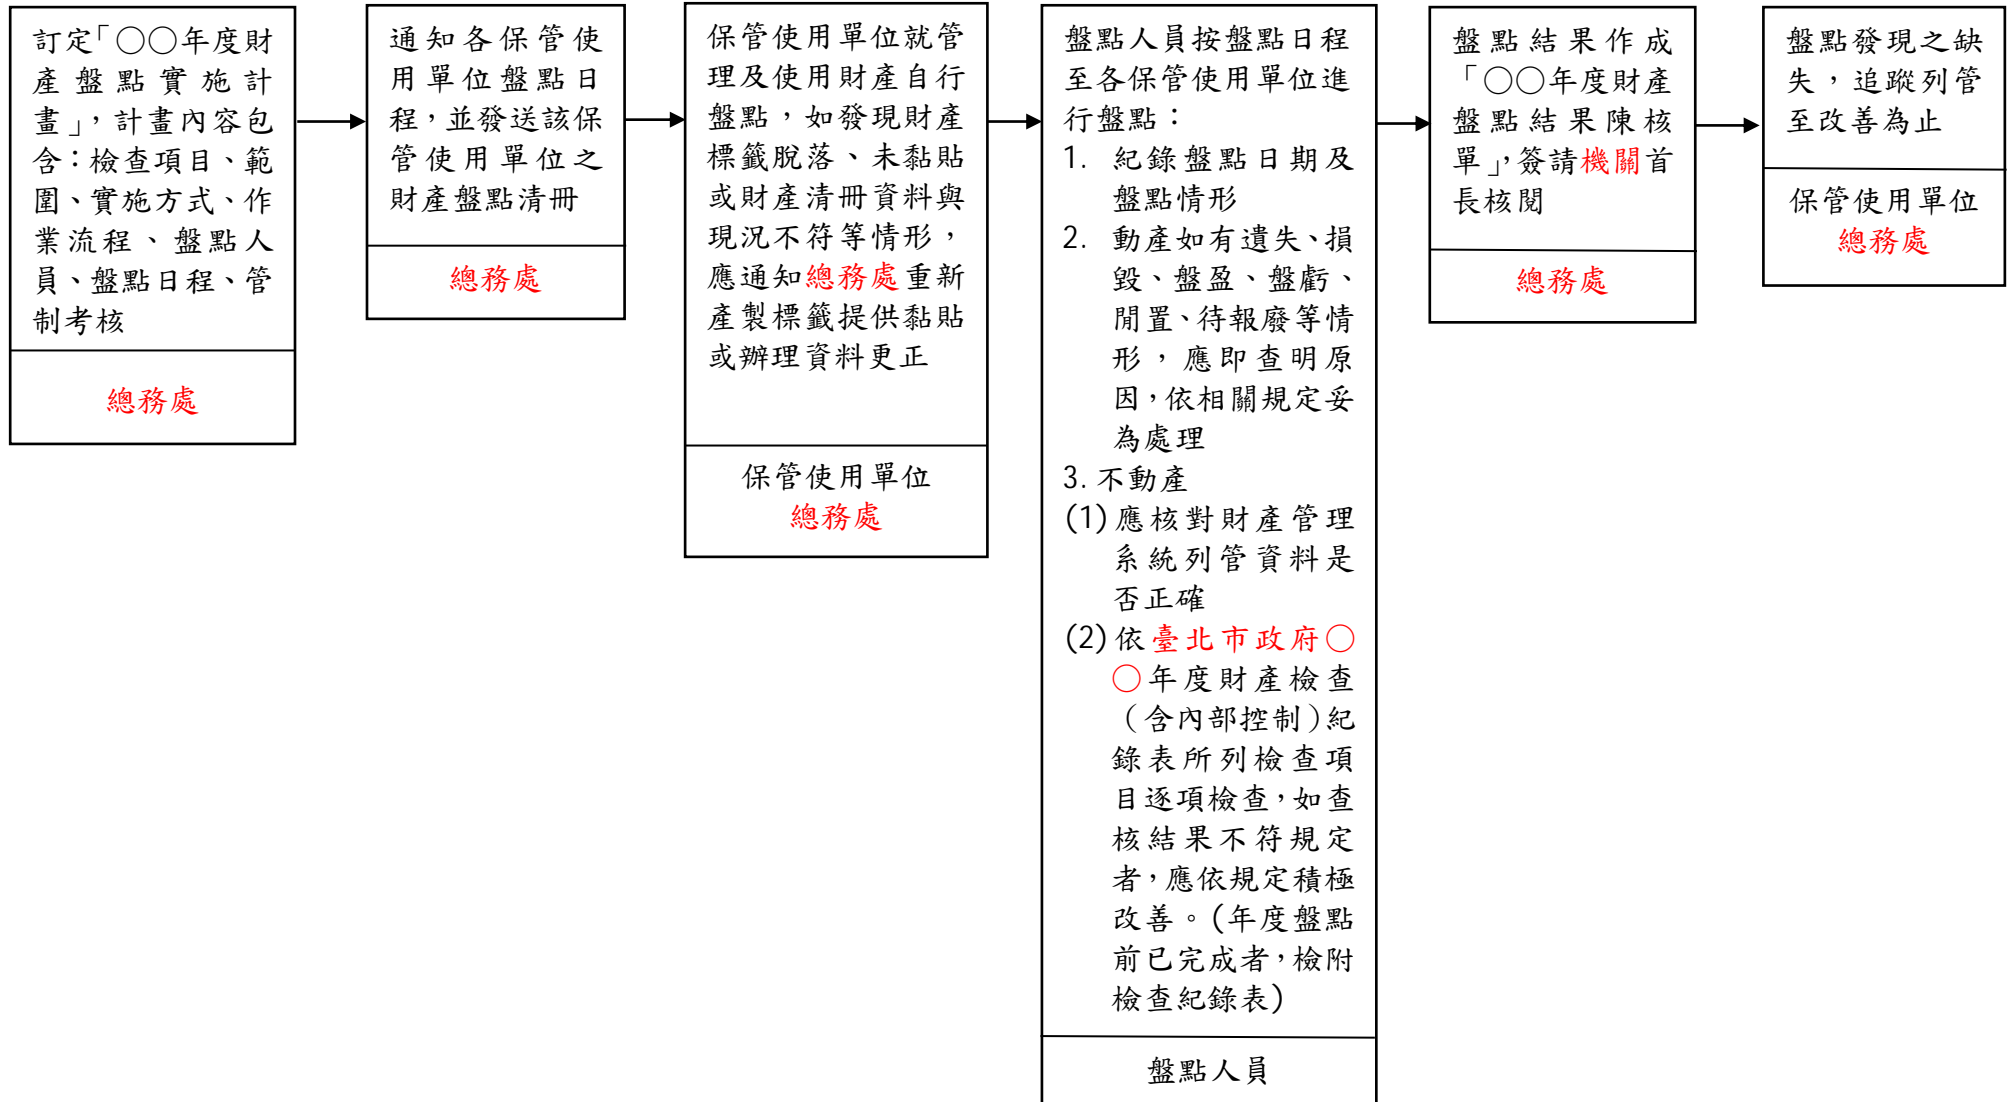 訂定「○○年度財
產盤點實施計
畫」，計畫內容包
含：檢查項目、範
圍、實施方式、作
業流程、盤點人
員、盤點日程、管
制考核
總務處
通知各保管使
用單位盤點日
程，並發送該保
管使用單位之
財產盤點清冊
總務處
保管使用單位就管
理及使用財產自行
盤點，如發現財產
標籤脫落、未黏貼
或財產清冊資料與
現況不符等情形，
應通知總務處重新
產製標籤提供黏貼
或辦理資料更正
保管使用單位
總務處
盤點人員按盤點日程
至各保管使用單位進
行盤點：
1. 紀錄盤點日期及
盤點情形
2. 動產如有遺失、損
毀、盤盈、盤虧、
閒置、待報廢等情
形，應即查明原
因，依相關規定妥
為處理
3.不動產
(1)應核對財產管理
系統列管資料是
否正確
(2)依臺北市政府○
○年度財產檢查
（含內部控制）紀
錄表所列檢查項
目逐項檢查，如查
核結果不符規定
者，應依規定積極
改善。(年度盤點
前已完成者，檢附
檢查紀錄表)
盤點人員
盤點結果作成
「○○年度財產
盤點結果陳核
單」，簽請機關首
長核閱
總務處
盤點發現之缺
失，追蹤列管
至改善為止
保管使用單位
總務處